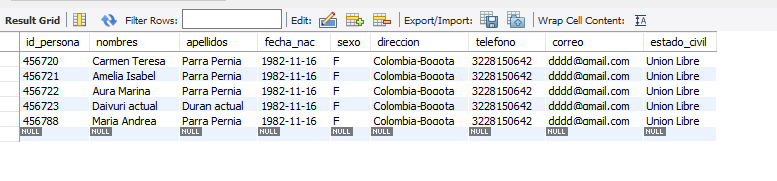 Result Grid Filter Rows: Edit: Export/Import: Wrap Cell Content: IA
id_persona nombres apellidos fecha_nac sexo direccion telefono correo estado_civil
456720 Carmen Teresa Parra Pernia 1982-11-16 F Colombia-Bogota 3228150642 dddd@gmail.com Union Libre
456721 Amelia Isabel Parra Pernia 1982-11-16 F Colombia-Bogota 3228150642 dddd@gmail.com Union Libre
456722 Aura Marina Parra Pernia 1982-11-16 F Colombia-Bogota 3228150642 dddd@gmail.com Union Libre
456723 Daivuri actual Duran actual 1982-11-16 F Colombia-Bogota 3228150642 dddd@gmail.com Union Libre
456788 Maria Andrea Parra Pernia 1982-11-16 F Colombia-Bogota 3228150642 dddd@gmail.com Union Libre
NULL NULL NULL NULL NULL NULL NULL NULL NULL